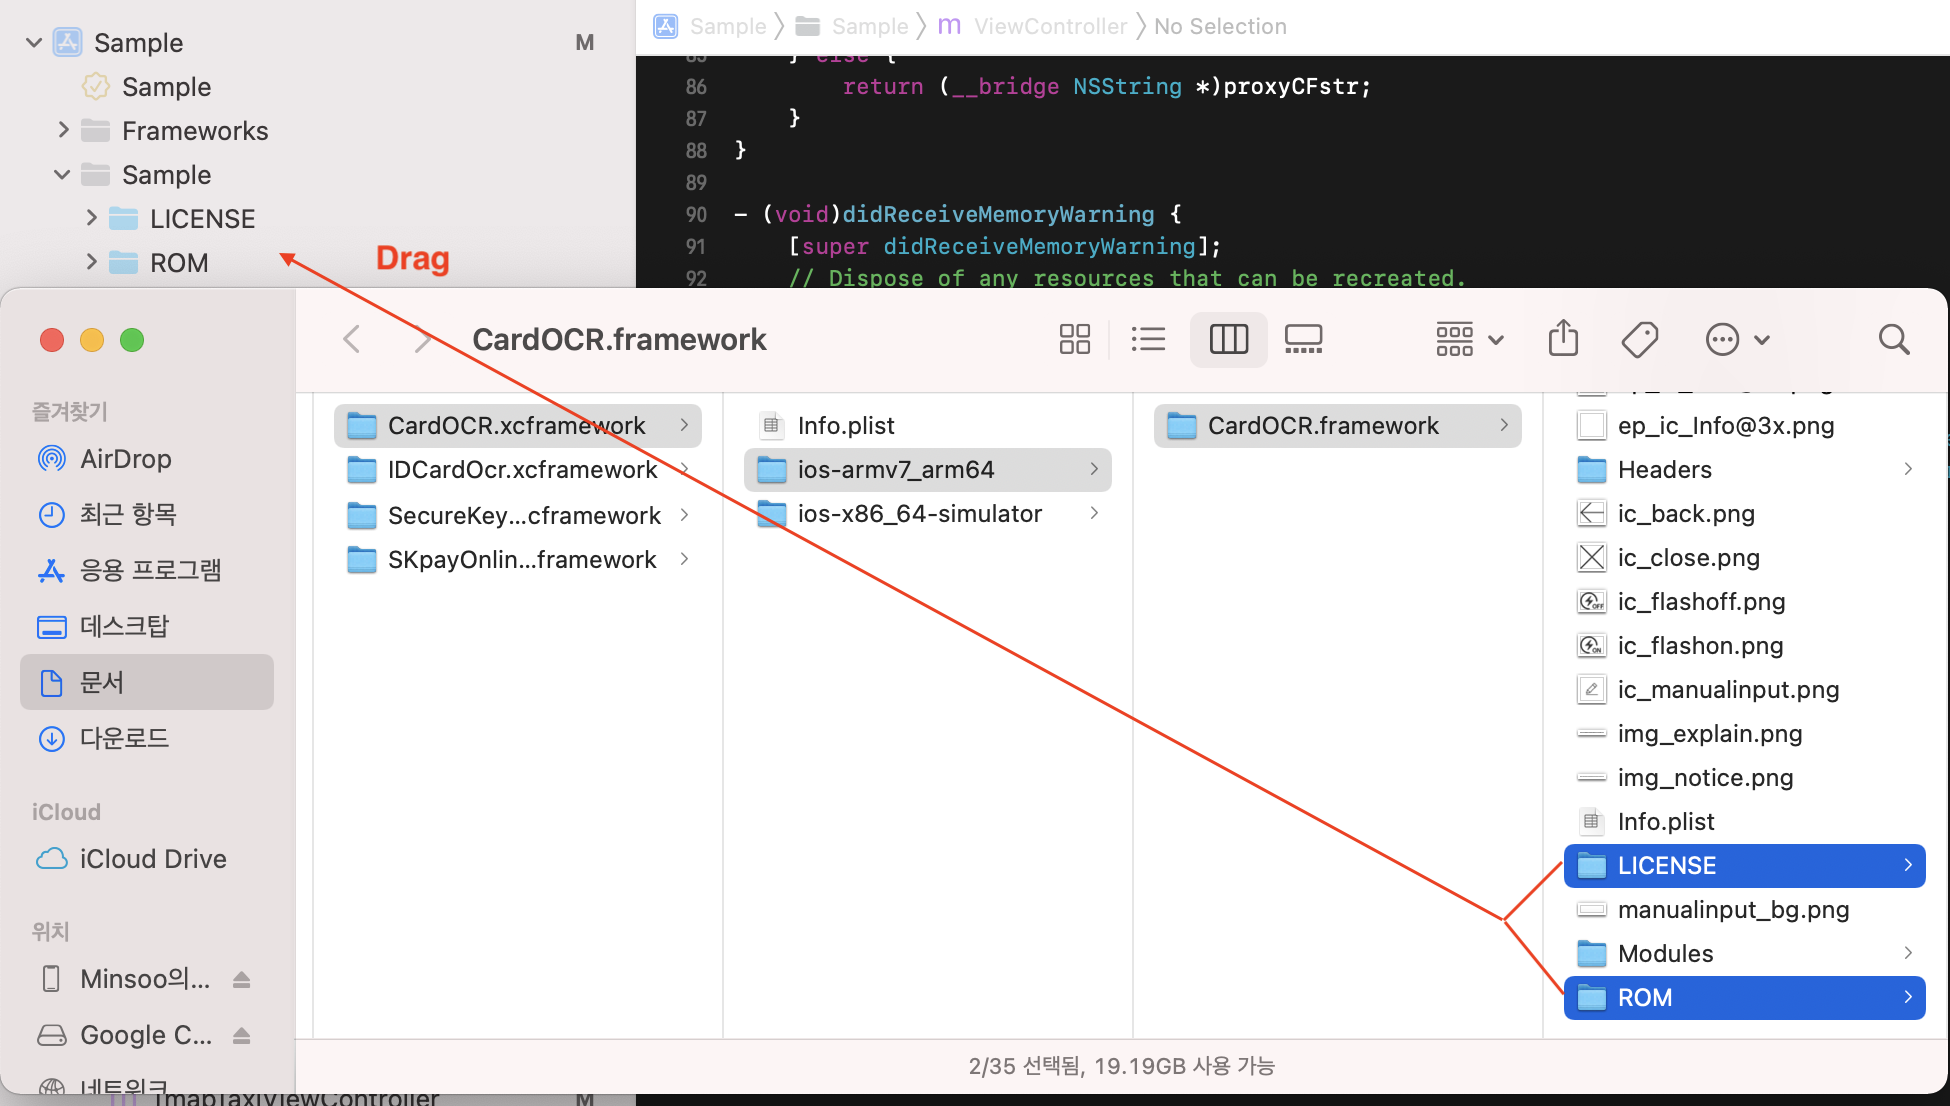 Sample
M
Sample
Frameworks
Sample
LICENSE
ROM
Drag
Sample
Sample
m
ViewController
No Selection
85 } else {
86 return (__bridge NSString *)proxyCFstr;
87 }
88 }
89
90 - (void)didReceiveMemoryWarning {
91 [super didReceiveMemoryWarning];
92 // Dispose of any resources that can be recreated.
CardOCR.framework
즐겨찾기
AirDrop
최근 항목
응용 프로그램
데스크탑
문서
다운로드
iCloud
iCloud Drive
위치
Minsoo의...
Google C...
네트워크
CardOCR.xcframework
IDCardOcr.xcframework
SecureKey...cframework
SKpayOnlin...framework
Info.plist
ios-armv7_arm64
ios-x86_64-simulator
CardOCR.framework
ep_ic_Info@3x.png
Headers
ic_back.png
ic_close.png
ic_flashoff.png
ic_flashon.png
ic_manualinput.png
img_explain.png
img_notice.png
Info.plist
LICENSE
manualinput_bg.png
Modules
ROM
2/35 선택됨, 19.19GB 사용 가능
ImapTaxiViewController
M